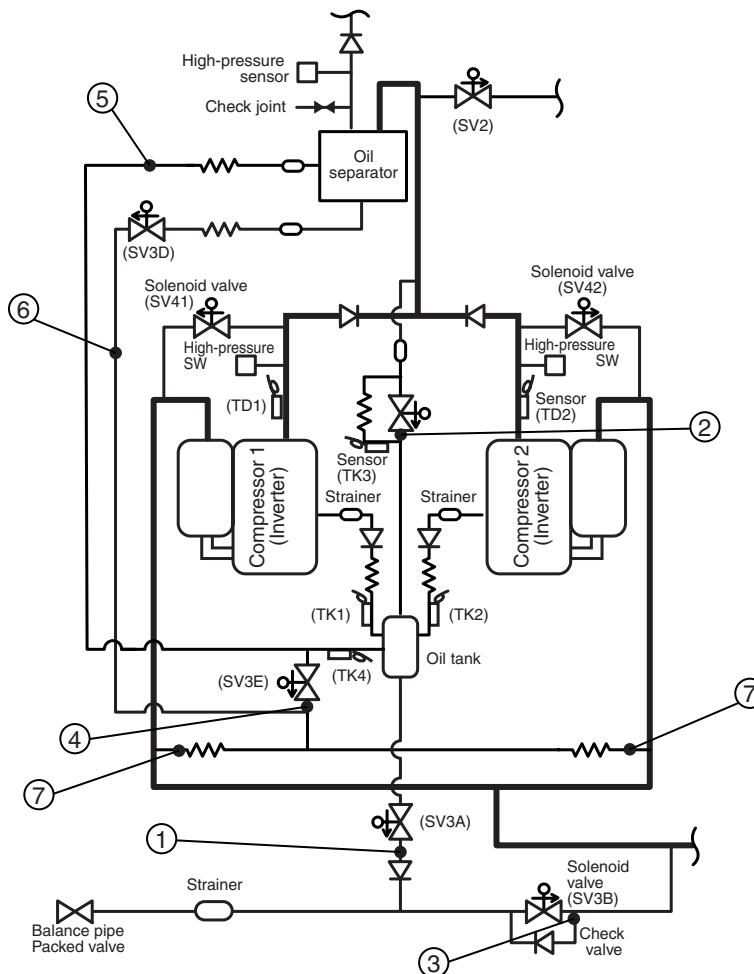 High-pressure
sensor
Check joint
(SV2)
5
Oil
separator
(SV3D)
Solenoid valve
(SV41)
Solenoid valve
(SV42)
6
High-pressure
SW
High-pressure
SW
(TD1)
Sensor
(TD2)
2
Sensor
(TK3)
Compressor 1
(Inverter)
Strainer
Strainer
Compressor 2
(Inverter)
(TK1)
(TK2)
Oil tank
(SV3E)
(TK4)
4
7
7
(SV3A)
1
Strainer
Solenoid
valve
(SV3B)
Balance pipe
Packed valve
3
Check
valve